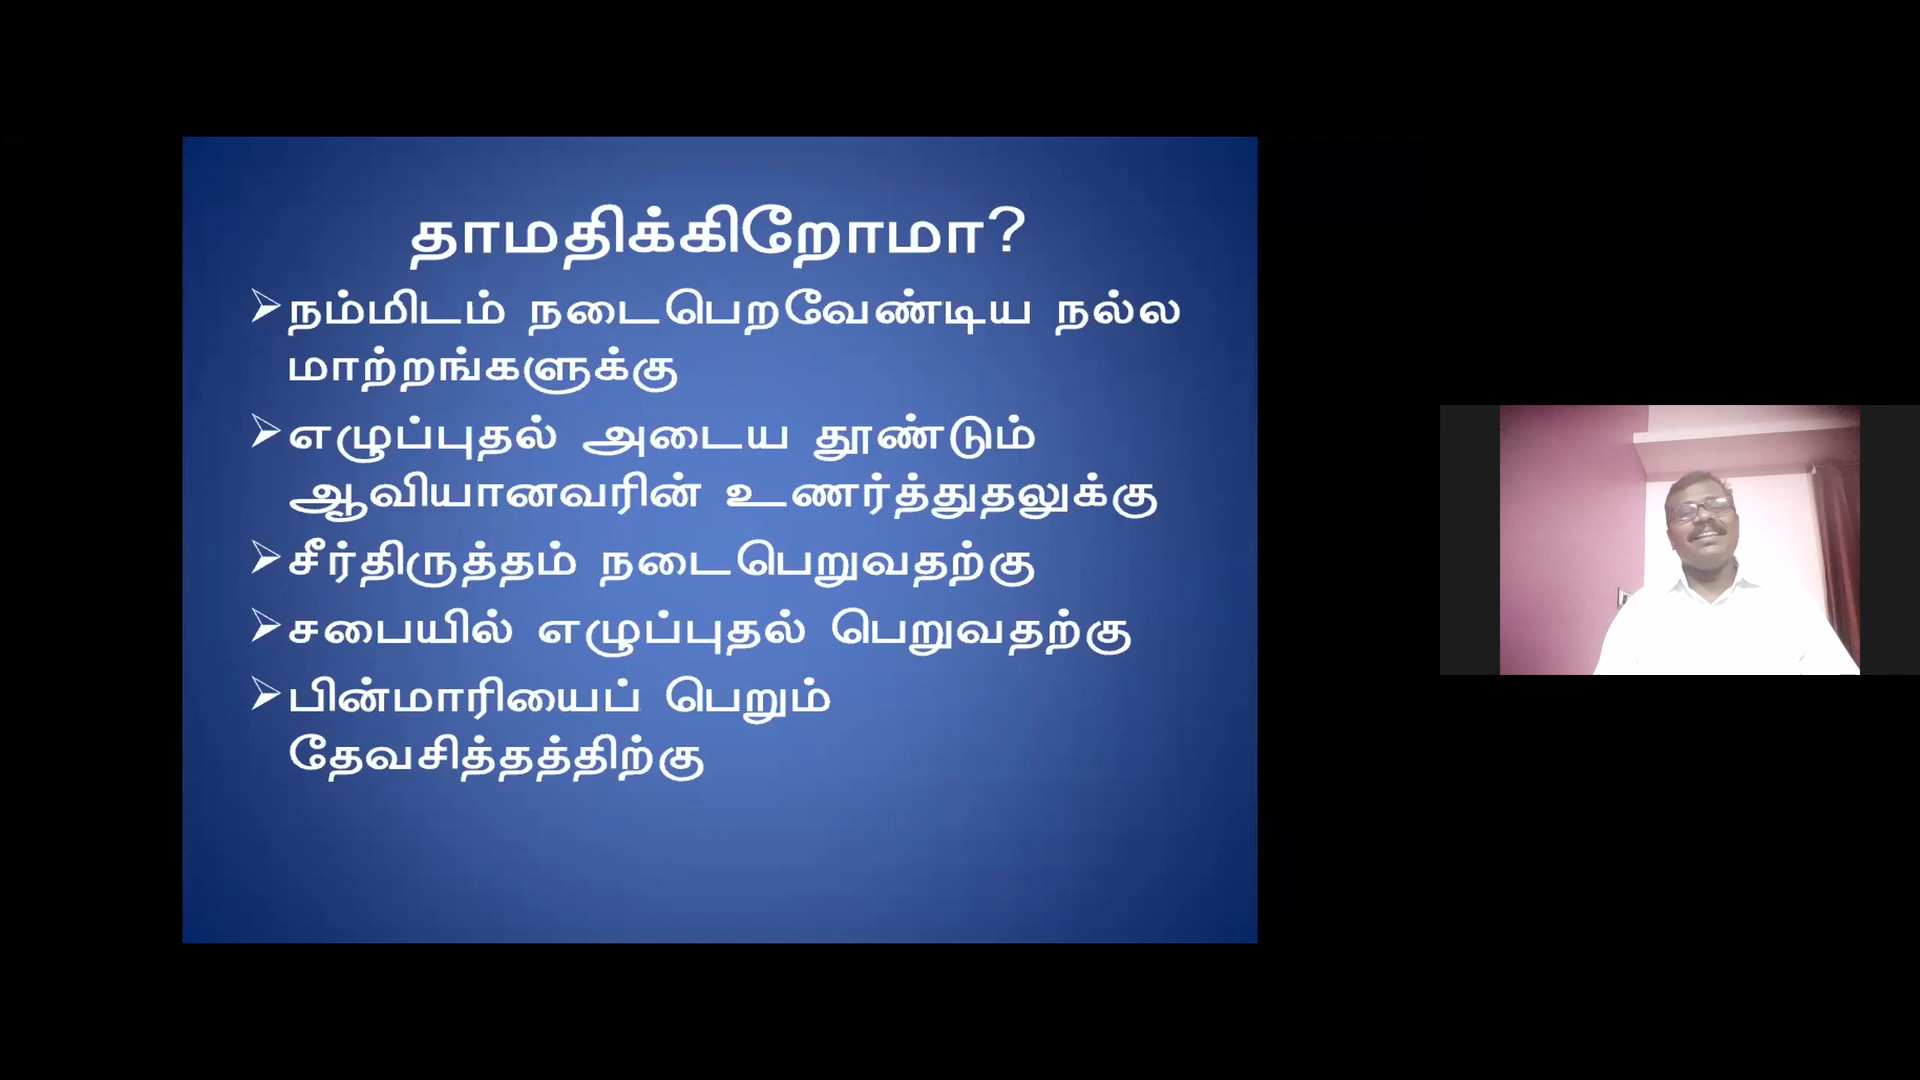 தாமதிக்கிறோமா?
➢நம்மிடம் நடைபெறவேண்டிய நல்ல
மாற்றங்களுக்கு
➢எழுப்புதல் அடைய தூண்டும்
ஆவியானவரின் உணர்த்துதலுக்கு
➢சீர்திருத்தம் நடைபெறுவதற்கு
➢சபையில் எழுப்புதல் பெறுவதற்கு
➢பின்மாரியைப் பெறும்
தேவசித்தத்திற்கு